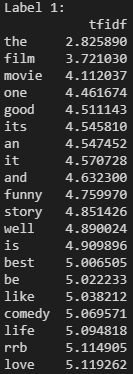 Label 1:
tfidf
the 2.825890
film 3.721030
movie 4.112037
one 4.461674
good 4.511143
its 4.545810
an 4.547452
it 4.570728
and 4.632300
funny 4.759970
story 4.851426
well 4.890024
is 4.909896
best 5.006505
be 5.022233
like 5.038212
comedy 5.069571
life 5.094818
rrb 5.114905
love 5.119262